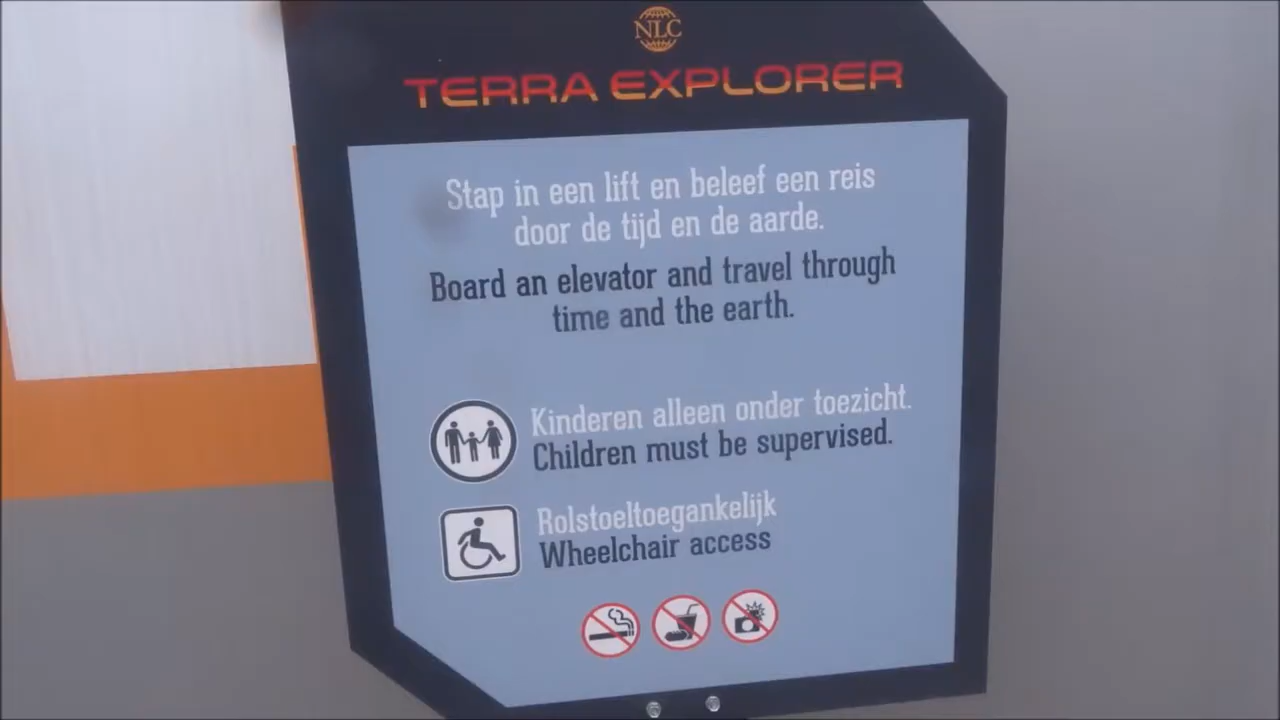 NLC
TERRA EXPLORER
Stap in een lift en beleef een reis
door de tijd en de aarde.
Board an elevator and travel through
time and the earth.
Kinderen alleen onder toezicht.
Children must be supervised.
Rolstoeltoegankelijk
Wheelchair access